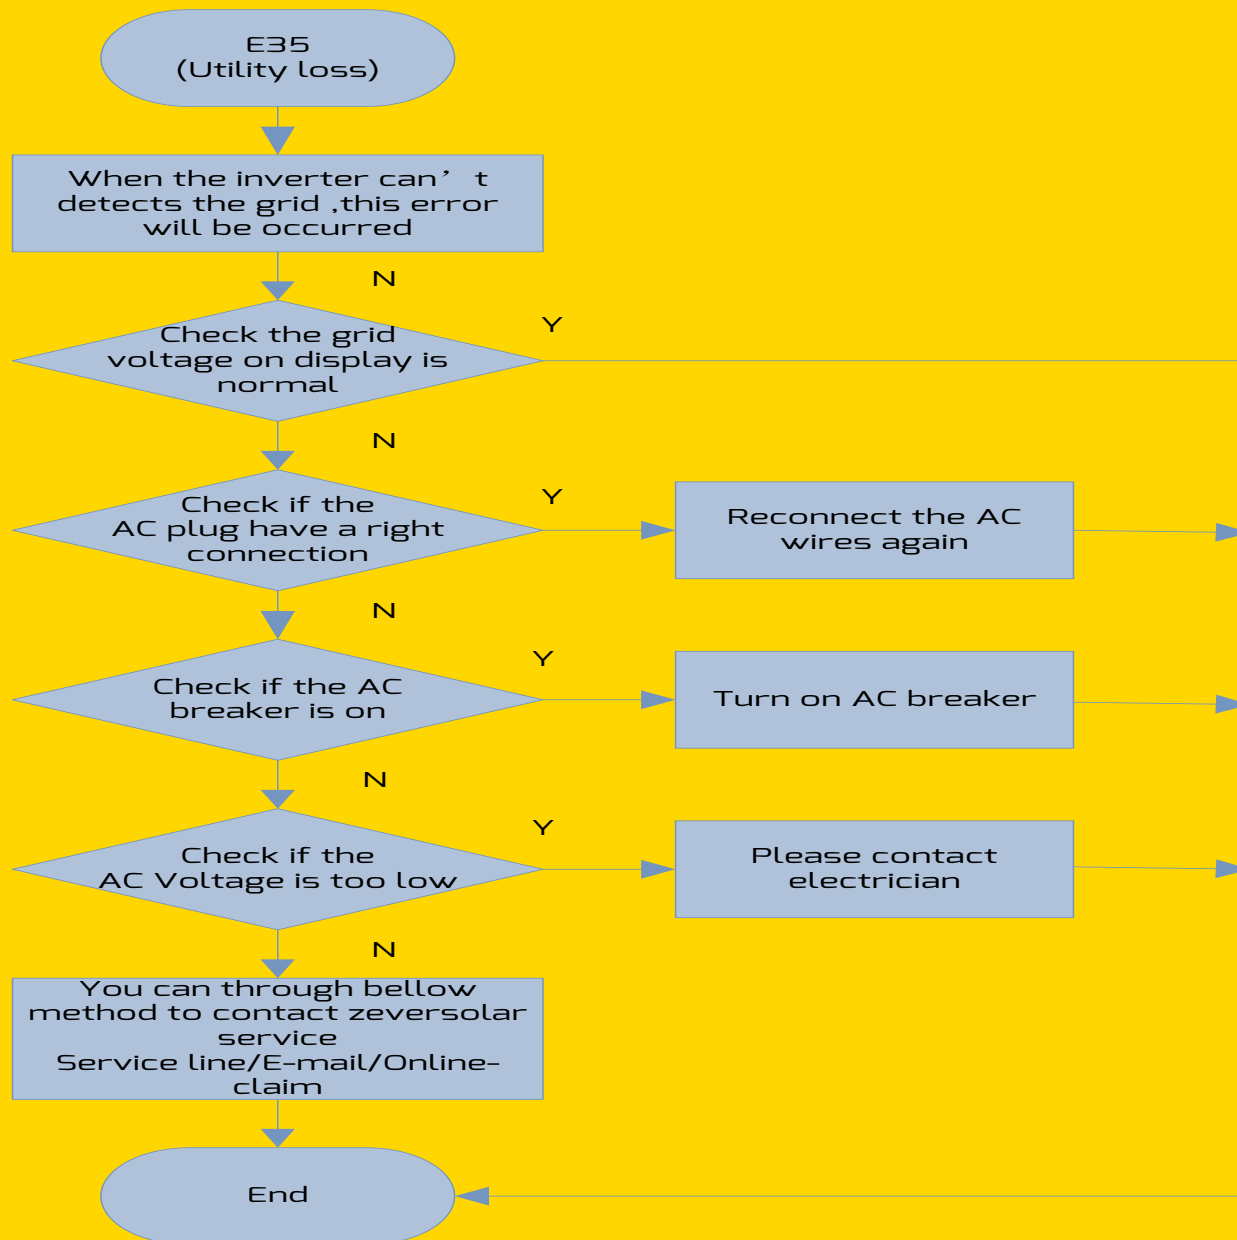 E35
(Utility loss)
When the inverter can’ t
detects the grid ,this error
will be occurred
N
Check the grid
voltage on display is
normal
Y
N
Check if the
AC plug have a right
connection
Y
Reconnect the AC
wires again
N
Check if the AC
breaker is on
Y
Turn on AC breaker
N
Check if the
AC Voltage is too low
Y
Please contact
electrician
N
You can through bellow
method to contact zeversolar
service
Service line/E-mail/Online-
claim
End